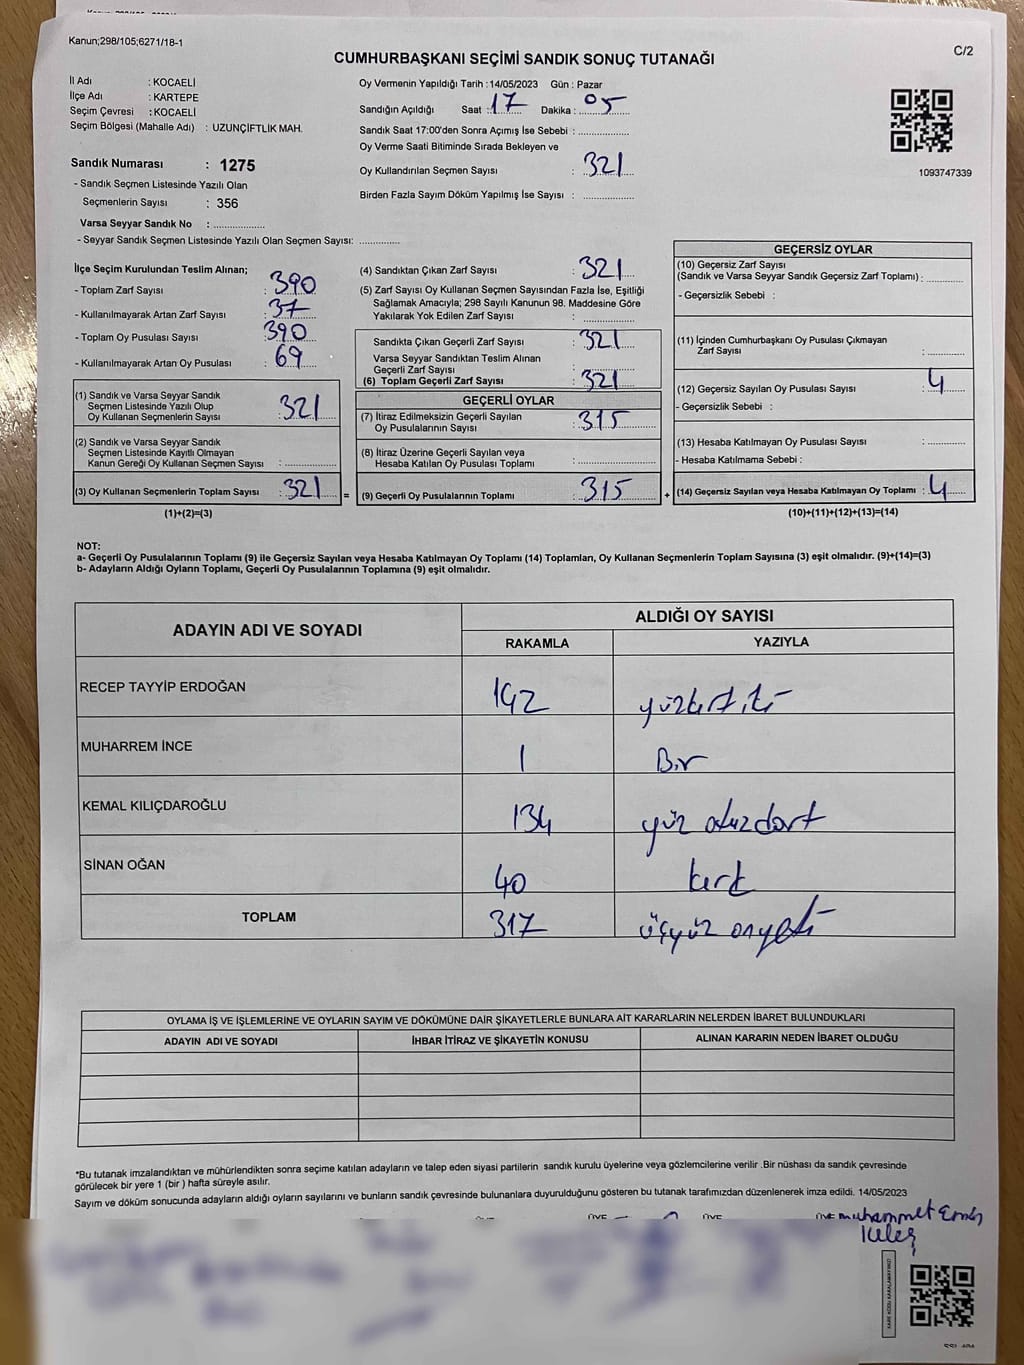 Kanun;298/105;6271/18-1
C/2
CUMHURBAŞKANI SEÇİMİ SANDIK SONUÇ TUTANAĞI
İl Adı : KOCAELİ
İlçe Adı : KARTEPE
Seçim Çevresi : KOCAELİ
Seçim Bölgesi (Mahalle Adı) : UZUNÇİFTLİK MAH.
Sandık Numarası : 1275
- Sandık Seçmen Listesinde Yazılı Olan
Seçmenlerin Sayısı : 356
Varsa Seyyar Sandık No :
- Seyyar Sandık Seçmen Listesinde Yazılı Olan Seçmen Sayısı:
Oy Vermenin Yapıldığı Tarih :14/05/2023 Gün : Pazar
Sandığın Açıldığı Saat : 17 Dakika : 05
Sandık Saat 17:00'den Sonra Açımış İse Sebebi :
Oy Verme Saati Bitiminde Sırada Bekleyen ve
Oy Kullandırılan Seçmen Sayısı : 321
Birden Fazla Sayım Döküm Yapılmış İse Sayısı :
1093747339
İlçe Seçim Kurulundan Teslim Alınan;
- Toplam Zarf Sayısı : 390
- Kullanılmayarak Artan Zarf Sayısı : 37
- Toplam Oy Pusulası Sayısı : 390
- Kullanılmayarak Artan Oy Pusulası : 69
(1) Sandık ve Varsa Seyyar Sandık
Seçmen Listesinde Yazılı Olup
Oy Kullanan Seçmenlerin Sayısı : 321
(2) Sandık ve Varsa Seyyar Sandık
Seçmen Listesinde Kayıtlı Olmayan
Kanun Gereği Oy Kullanan Seçmen Sayısı :
(3) Oy Kullanan Seçmenlerin Toplam Sayısı : 321 =
(1)+(2)=(3)
(4) Sandıktan Çıkan Zarf Sayısı : 321
(5) Zarf Sayısı Oy Kullanan Seçmen Sayısından Fazla İse, Eşitliği
Sağlamak Amacıyla; 298 Sayılı Kanunun 98. Maddesine Göre
Yakılarak Yok Edilen Zarf Sayısı :
Sandıkta Çıkan Geçerli Zarf Sayısı : 321
Varsa Seyyar Sandıktan Teslim Alınan
Geçerli Zarf Sayısı :
(6) Toplam Geçerli Zarf Sayısı : 321
GEÇERLİ OYLAR
(7) İtiraz Edilmeksizin Geçerli Sayılan
Oy Pusulalarının Sayısı : 315
(8) İtiraz Üzerine Geçerli Sayılan veya
Hesaba Katılan Oy Pusulası Toplamı :
(9) Geçerli Oy Pusulalarının Toplamı : 315 +
GEÇERSİZ OYLAR
(10) Geçersiz Zarf Sayısı
(Sandık ve Varsa Seyyar Sandık Geçersiz Zarf Toplamı) :
- Geçersizlik Sebebi :
(11) İçinden Cumhurbaşkanı Oy Pusulası Çıkmayan
Zarf Sayısı :
(12) Geçersiz Sayılan Oy Pusulası Sayısı : 4
- Geçersizlik Sebebi :
(13) Hesaba Katılmayan Oy Pusulası Sayısı :
- Hesaba Katılmama Sebebi :
(14) Geçersiz Sayılan veya Hesaba Katılmayan Oy Toplamı : 4
(10)+(11)+(12)+(13)=(14)
NOT:
a- Geçerli Oy Pusulalarının Toplamı (9) ile Geçersiz Sayılan veya Hesaba Katılmayan Oy Toplamı (14) Toplamları, Oy Kullanan Seçmenlerin Toplam Sayısına (3) eşit olmalıdır. (9)+(14)=(3)
b- Adayların Aldığı Oyların Toplamı, Geçerli Oy Pusulalarının Toplamına (9) eşit olmalıdır.
ADAYIN ADI VE SOYADI
ALDIĞI OY SAYISI
RAKAMLA YAZIYLA
RECEP TAYYİP ERDOĞAN 142 yüzkırk iki
MUHARREM İNCE 1 Bir
KEMAL KILIÇDAROĞLU 134 yüz otuzdört
SİNAN OĞAN 40 kırk
TOPLAM 317 üçyüz onyedi
OYLAMA İŞ VE İŞLEMLERİNE VE OYLARIN SAYIM VE DÖKÜMÜNE DAİR ŞİKAYETLERLE BUNLARA AİT KARARLARIN NELERDEN İBARET BULUNDUKLARI
ADAYIN ADI VE SOYADI İHBAR İTİRAZ VE ŞİKAYETİN KONUSU ALINAN KARARIN NEDEN İBARET OLDUĞU
*Bu tutanak imzalandıktan ve mühürlendikten sonra seçime katılan adayların ve talep eden siyasi partilerin sandık kurulu üyelerine veya gözlemcilerine verilir .Bir nüshası da sandık çevresinde
görülecek bir yere 1 (bir ) hafta süreyle asılır.
Sayım ve döküm sonucunda adayların aldığı oyların sayılarını ve bunların sandık çevresinde bulunanlara duyurulduğunu gösteren bu tutanak tarafımızdan düzenlenerek imza edildi. 14/05/2023
ÜYE ÜYE ÜYE muhammet Emin
Keleş
KARE KODU KARALAMAYINIZ!